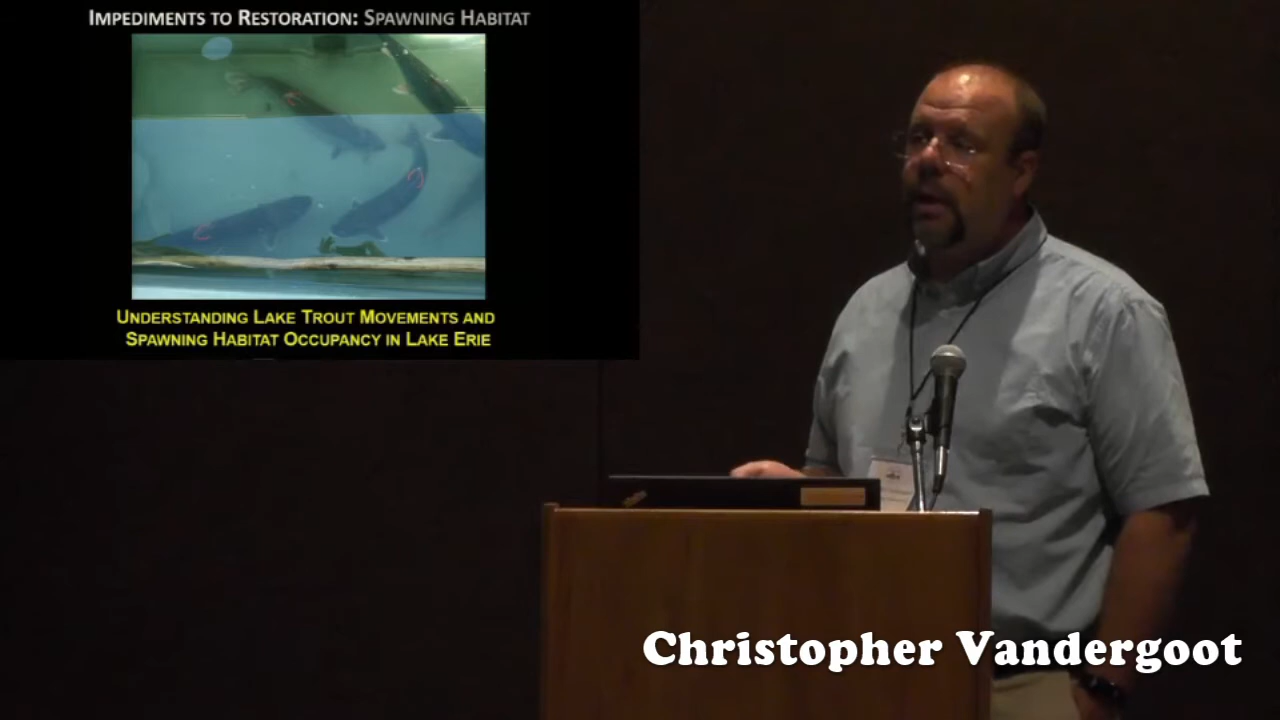 IMPEDIMENTS TO RESTORATION: SPAWNING HABITAT
UNDERSTANDING LAKE TROUT MOVEMENTS AND
SPAWNING HABITAT OCCUPANCY IN LAKE ERIE
Christopher Vandergoot